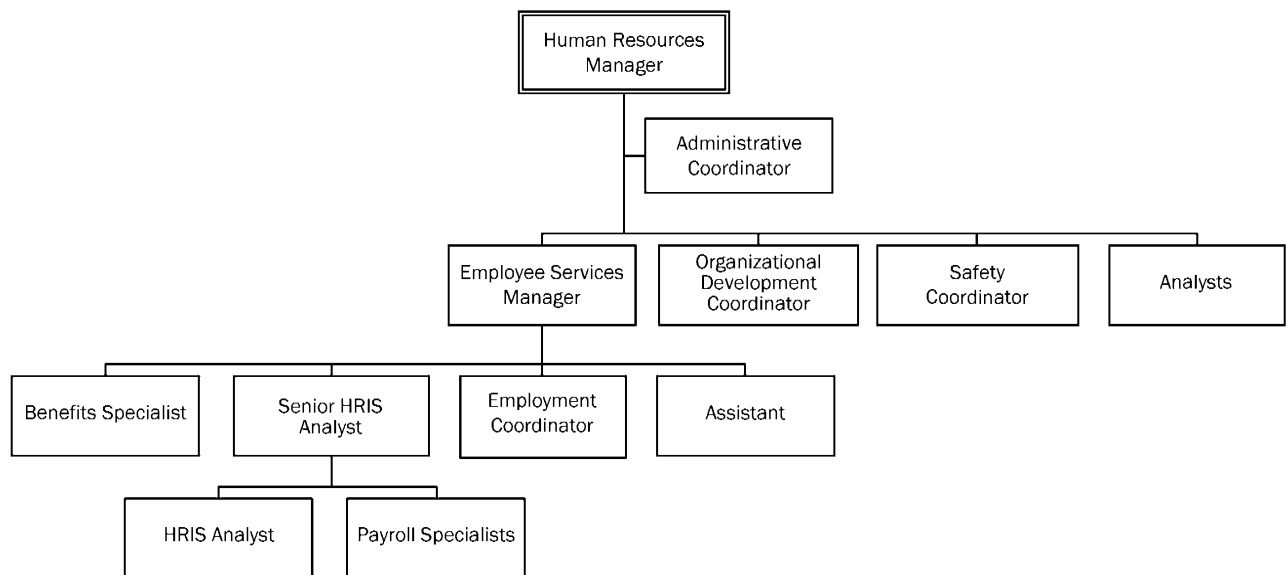 Human Resources
Manager
Administrative
Coordinator
Employee Services
Manager
Organizational
Development
Coordinator
Safety
Coordinator
Analysts
Benefits Specialist
Senior HRIS
Analyst
Employment
Coordinator
Assistant
HRIS Analyst
Payroll Specialists